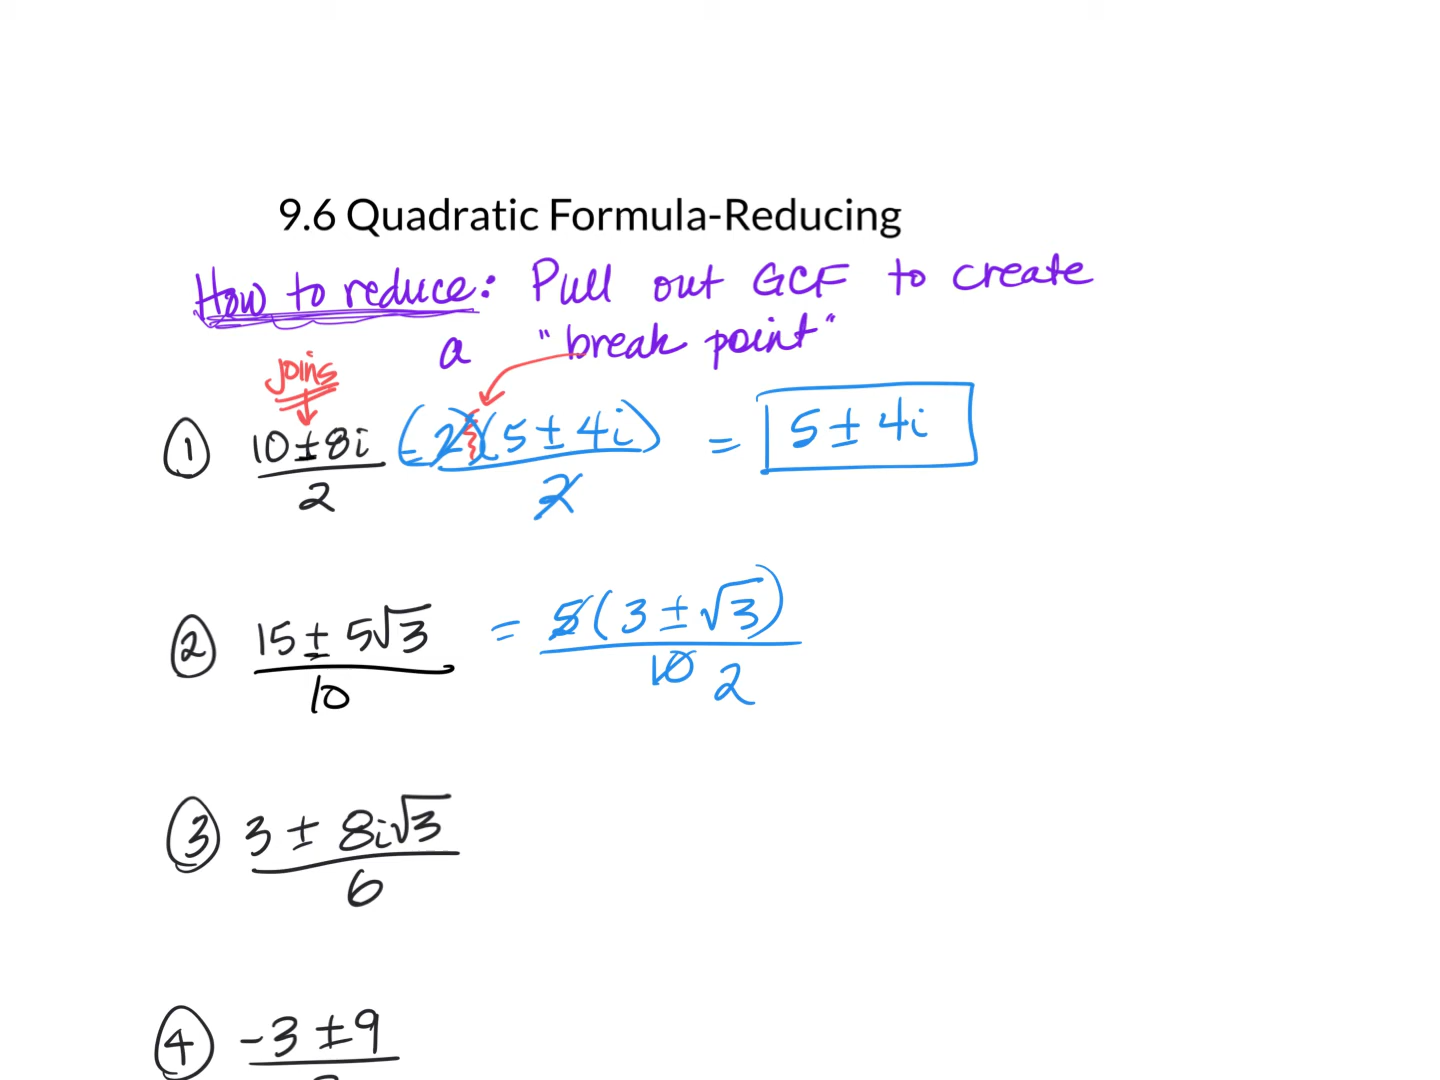 9.6 Quadratic Formula-Reducing
How to reduce: Pull out GCF to create
a "break point"
joins
① 10±8i / 2 = 2(5±4i) / 2 = 5±4i
② 15±5√3 / 10 = 5(3±√3) / 10 2
③ 3±8i√3 / 6
④ -3±9